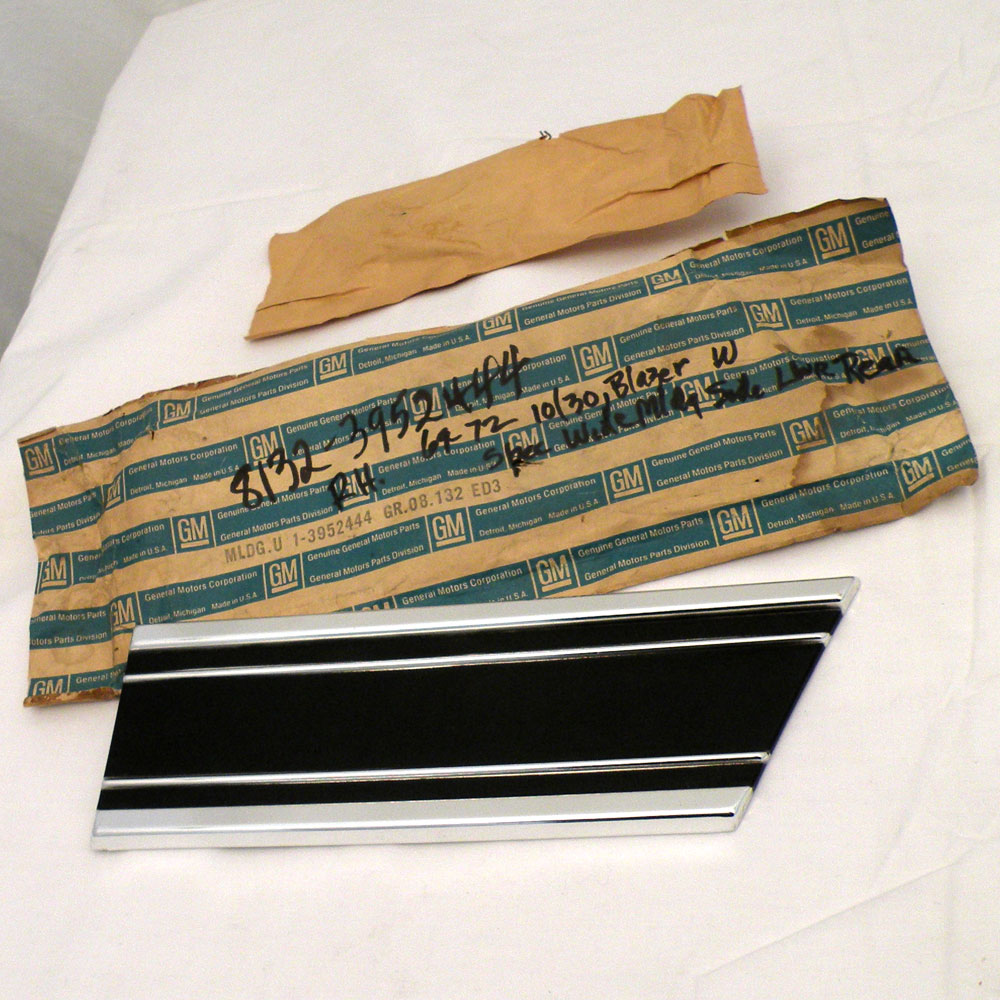 8132-3952444
R.H. 69-72 10/30, Blazer W
Spec Wide Mldg Side Lwr Rear
MLDG.U 1-3952444 GR.08.132 ED3
GM
Genuine General Motors Parts
General Motors Parts Division
General Motors Corporation
Detroit, Michigan Made in U.S.A.